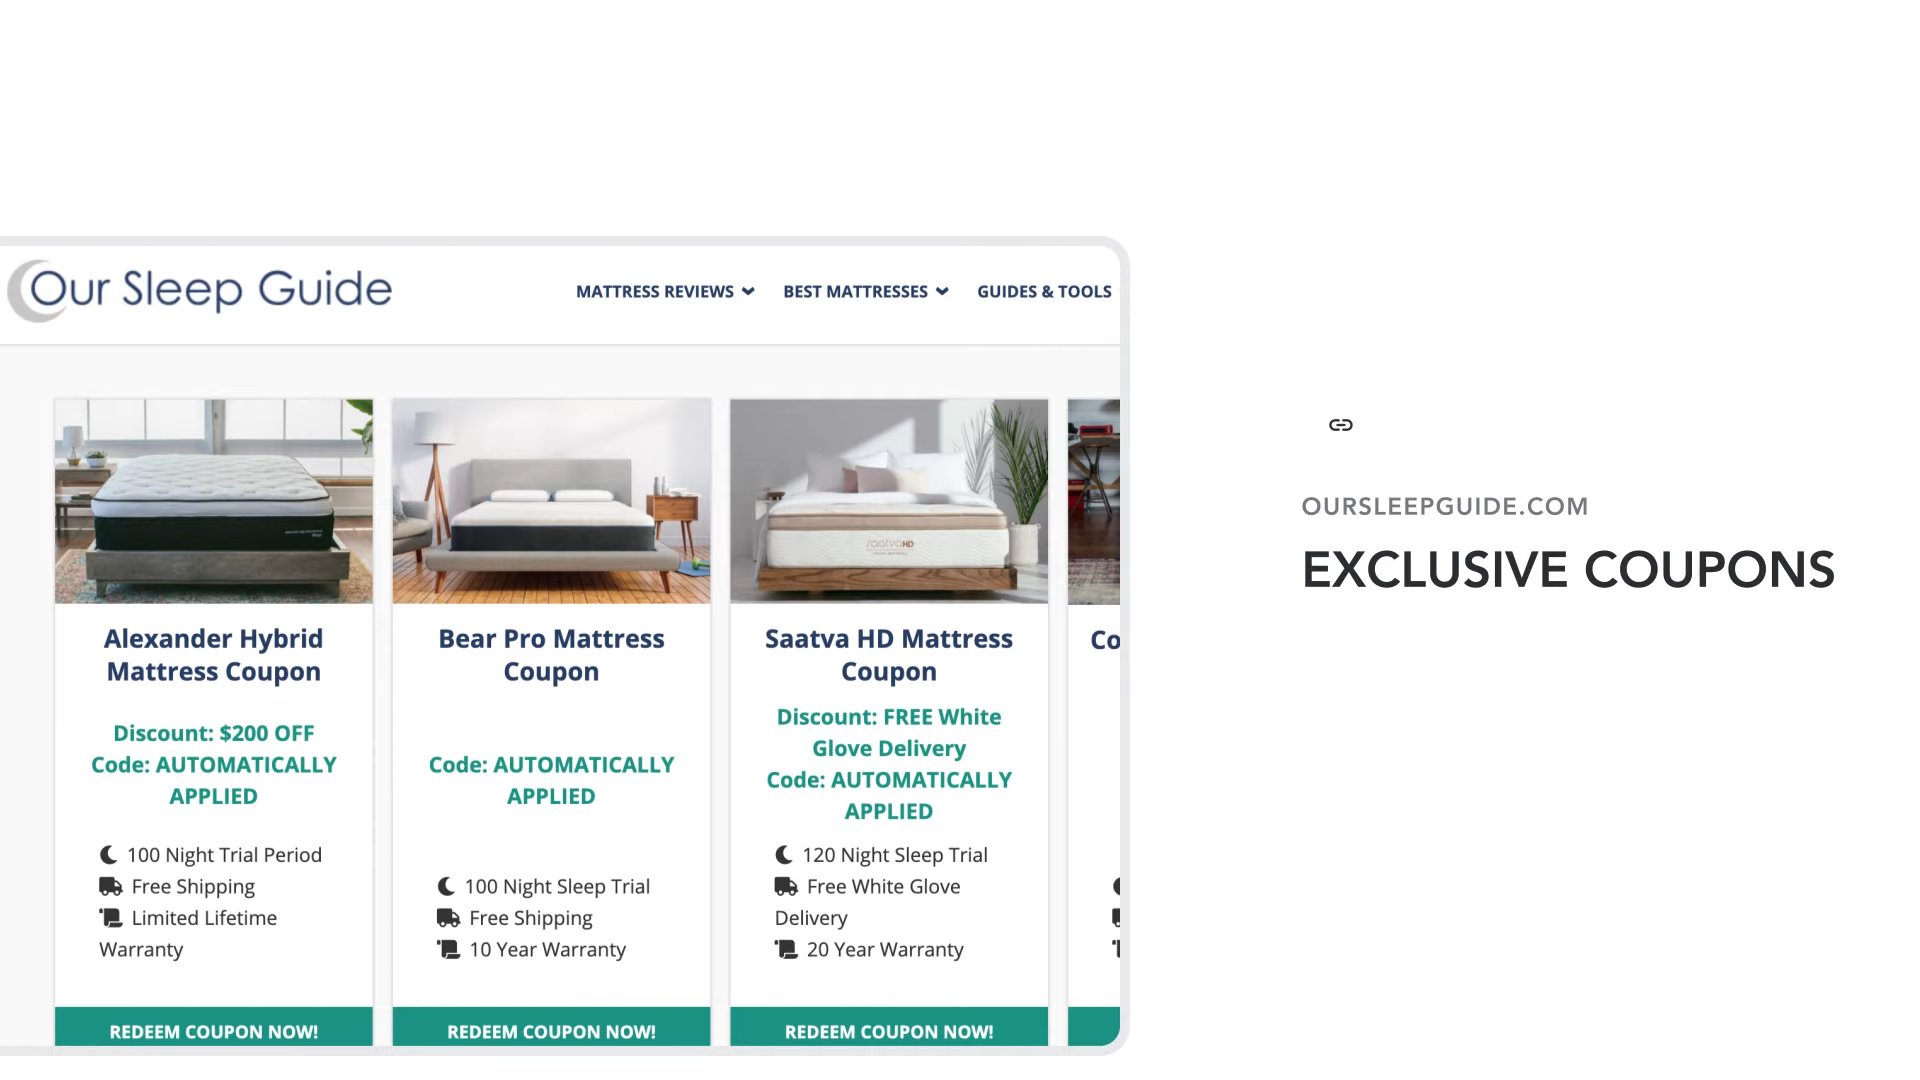 Our Sleep Guide
MATTRESS REVIEWS BEST MATTRESSES GUIDES & TOOLS
saatva HD
Alexander Hybrid
Mattress Coupon
Discount: $200 OFF
Code: AUTOMATICALLY
APPLIED
100 Night Trial Period
Free Shipping
Limited Lifetime
Warranty
REDEEM COUPON NOW!
Bear Pro Mattress
Coupon
Code: AUTOMATICALLY
APPLIED
100 Night Sleep Trial
Free Shipping
10 Year Warranty
REDEEM COUPON NOW!
Saatva HD Mattress
Coupon
Discount: FREE White
Glove Delivery
Code: AUTOMATICALLY
APPLIED
120 Night Sleep Trial
Free White Glove
Delivery
20 Year Warranty
REDEEM COUPON NOW!
Co
OURSLEEPGUIDE.COM
EXCLUSIVE COUPONS